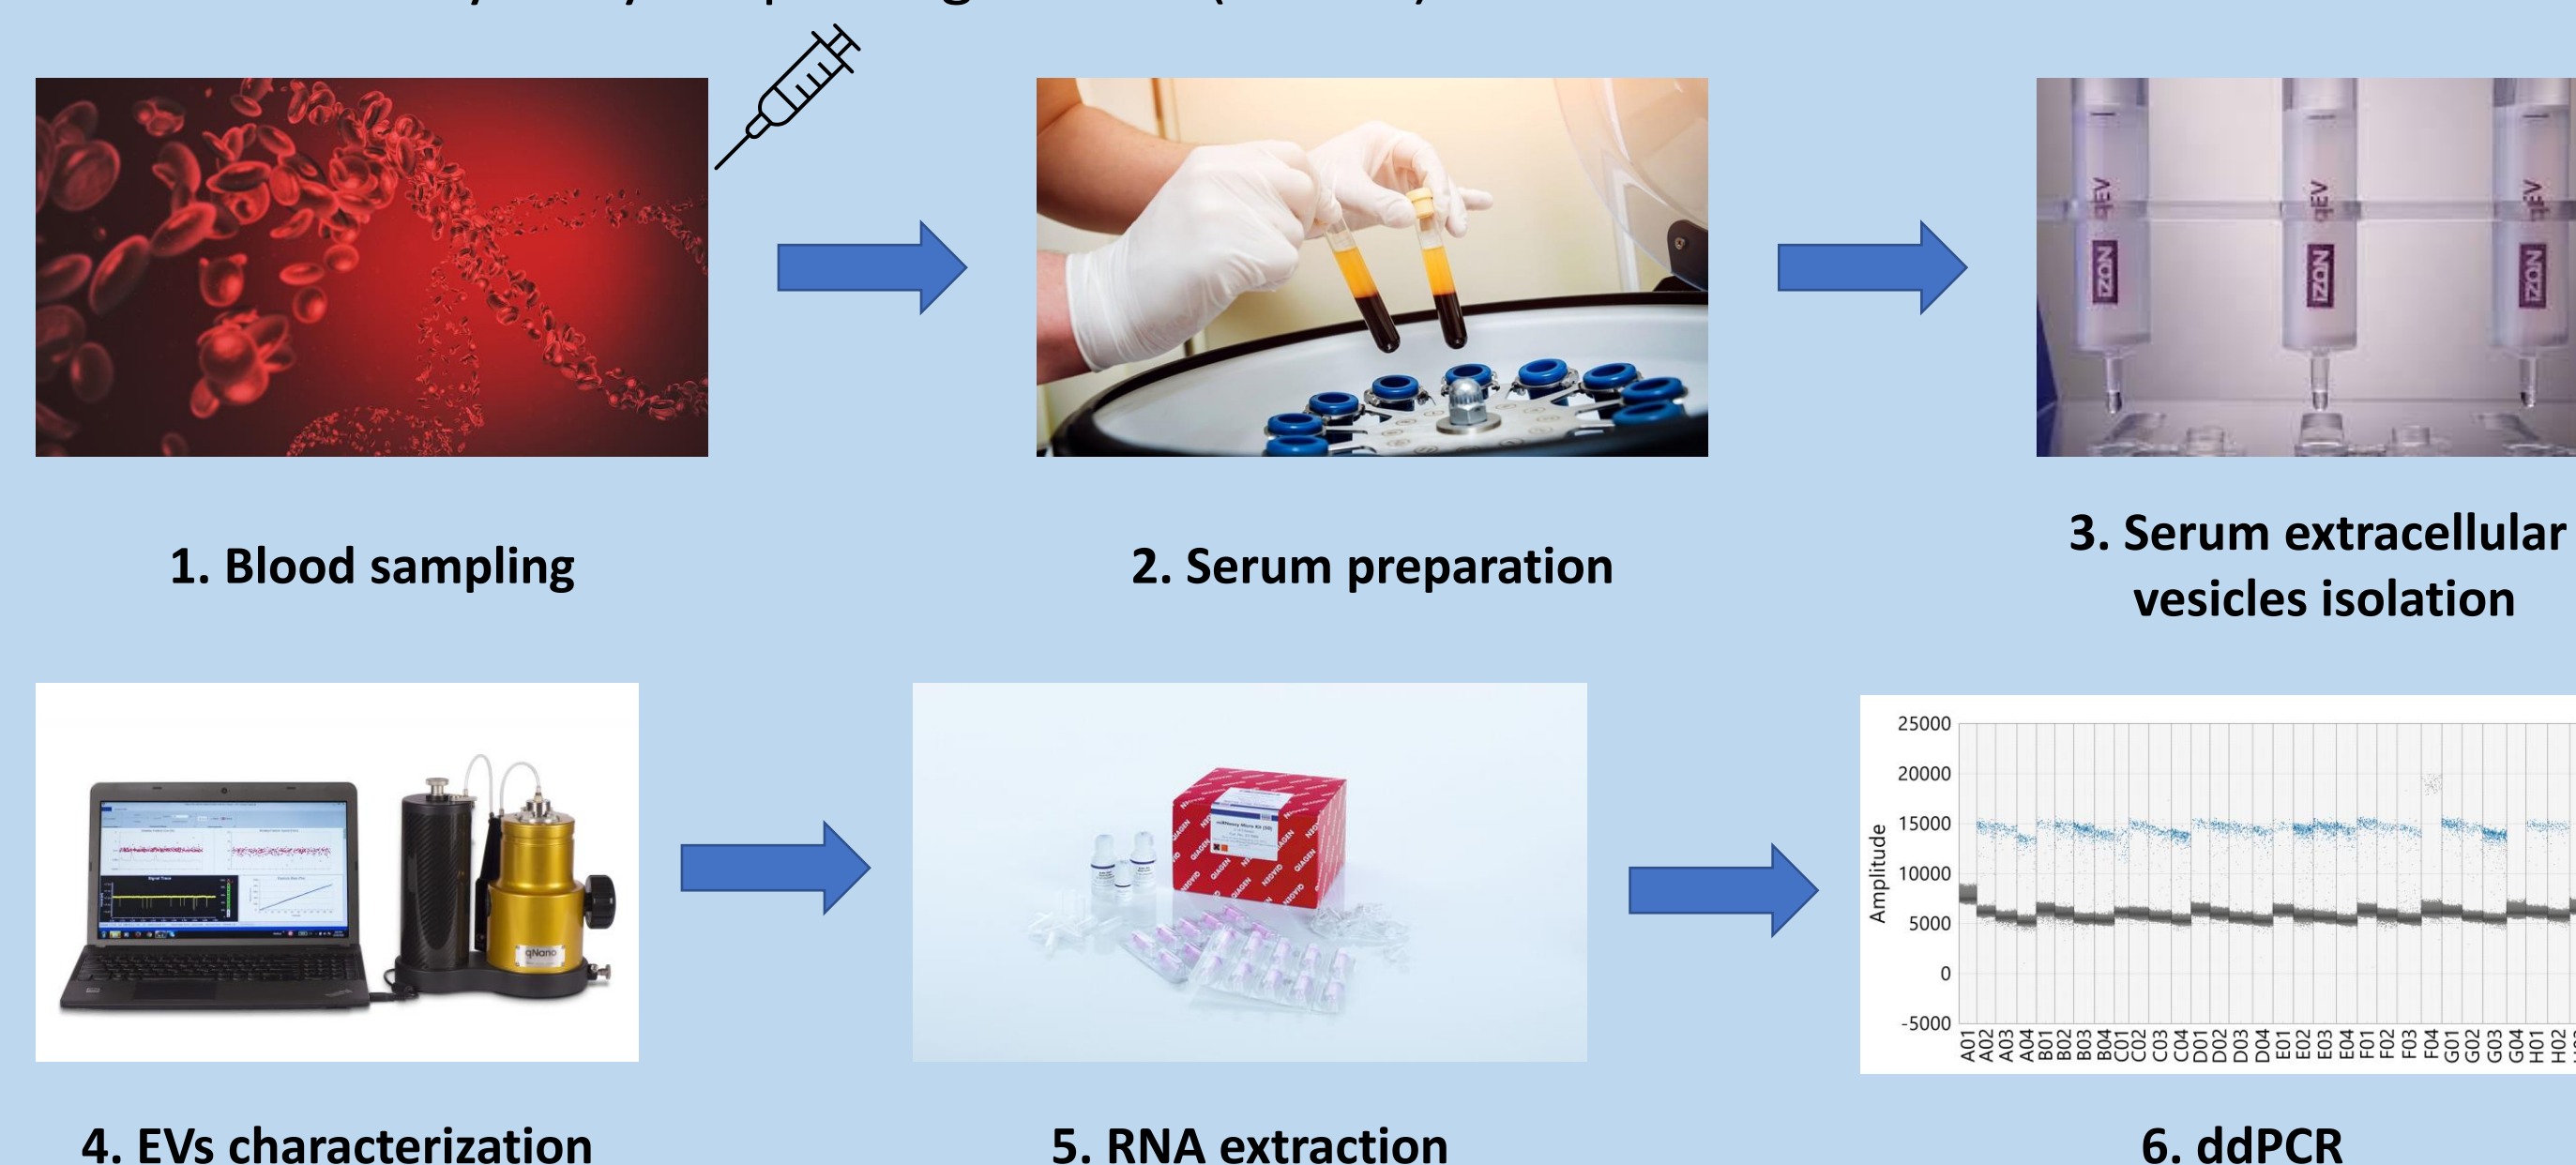 IZON qEV
IZON qEV
IZON qEV
1. Blood sampling
2. Serum preparation
3. Serum extracellular
vesicles isolation
qNano
QIAGEN
25000
20000
15000
10000
5000
0
-5000
Amplitude
A01 A02 A03 A04 B01 B02 B03 B04 C01 C02 C03 C04 D01 D02 D03 D04 E01 E02 E03 E04 F01 F02 F03 F04 G01 G02 G03 G04 H01 H02
4. EVs characterization
5. RNA extraction
6. ddPCR